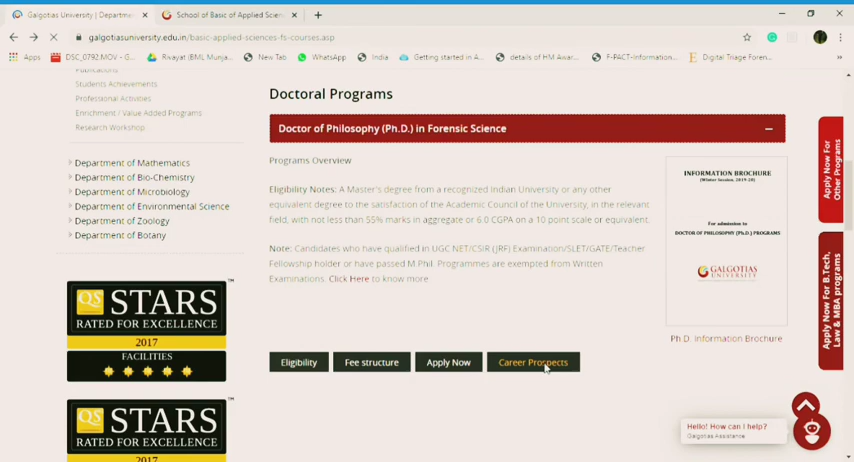 Galgotias University | Departmen
School of Basic of Applied Scien
galgotiasuniversity.edu.in/basic-applied-sciences-fs-courses.asp
Apps
DSC_0792.MOV - G...
Rivayat (BML Munja...
New Tab
WhatsApp
India
Getting started in A...
details of HM Awar...
F-PACT-Information...
Digital Triage Foren...
Publications
Students Achievements
Professional Activities
Enrichment / Value Added Programs
Research Workshop
Department of Mathematics
Department of Bio-Chemistry
Department of Microbiology
Department of Environmental Science
Department of Zoology
Department of Botany
QS STARS™
RATED FOR EXCELLENCE
2017
FACILITIES
QS STARS™
RATED FOR EXCELLENCE
2017
Doctoral Programs
Doctor of Philosophy (Ph.D.) in Forensic Science
Programs Overview
Eligibility Notes: A Master's degree from a recognized Indian University or any other
equivalent degree to the satisfaction of the Academic Council of the University, in the relevant
field, with not less than 55% marks in aggregate or 6.0 CGPA on a 10 point scale or equivalent.
Note: Candidates who have qualified in UGC NET/CSIR (JRF) Examination/SLET/GATE/Teacher
Fellowship holder or have passed M.Phil. Programmes are exempted from Written
Examinations. Click Here to know more
Eligibility
Fee structure
Apply Now
Career Prospects
INFORMATION BROCHURE
(Winter Session, 2019-20)
For admission to
DOCTOR OF PHILOSOPHY (Ph.D.) PROGRAMS
GALGOTIAS
UNIVERSITY
Ph.D. Information Brochure
Apply Now For
Other Programs
Apply Now For B.Tech,
Law & MBA programs
Hello! How can I help?
Galgotias Assistance